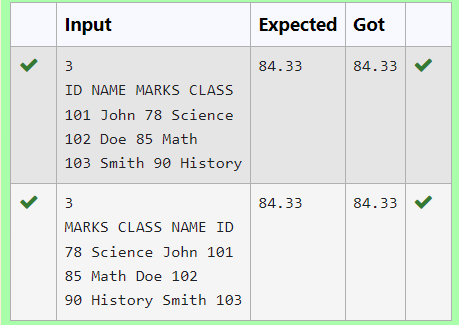 Input Expected Got
3 84.33 84.33
ID NAME MARKS CLASS
101 John 78 Science
102 Doe 85 Math
103 Smith 90 History
3 84.33 84.33
MARKS CLASS NAME ID
78 Science John 101
85 Math Doe 102
90 History Smith 103